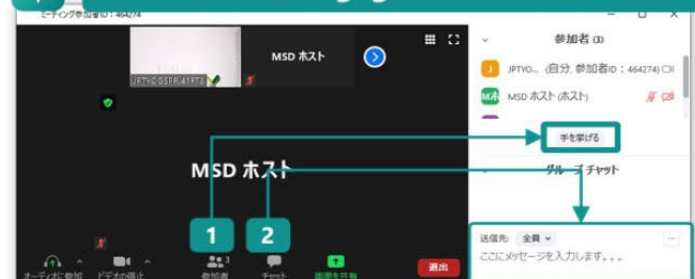 ミーティング参加者ID：464274
MSD ホスト
参加者 (3)
J JPTYO... (自分, 参加者ID：464274)
M木 MSD ホスト (ホスト)
手を挙げる
MSD ホスト
グループ チャット
1
2
送信先: 全員
ここにメッセージを入力します。。。
3
オーディオに参加
ビデオの停止
参加者
チャット
画面を共有
退出